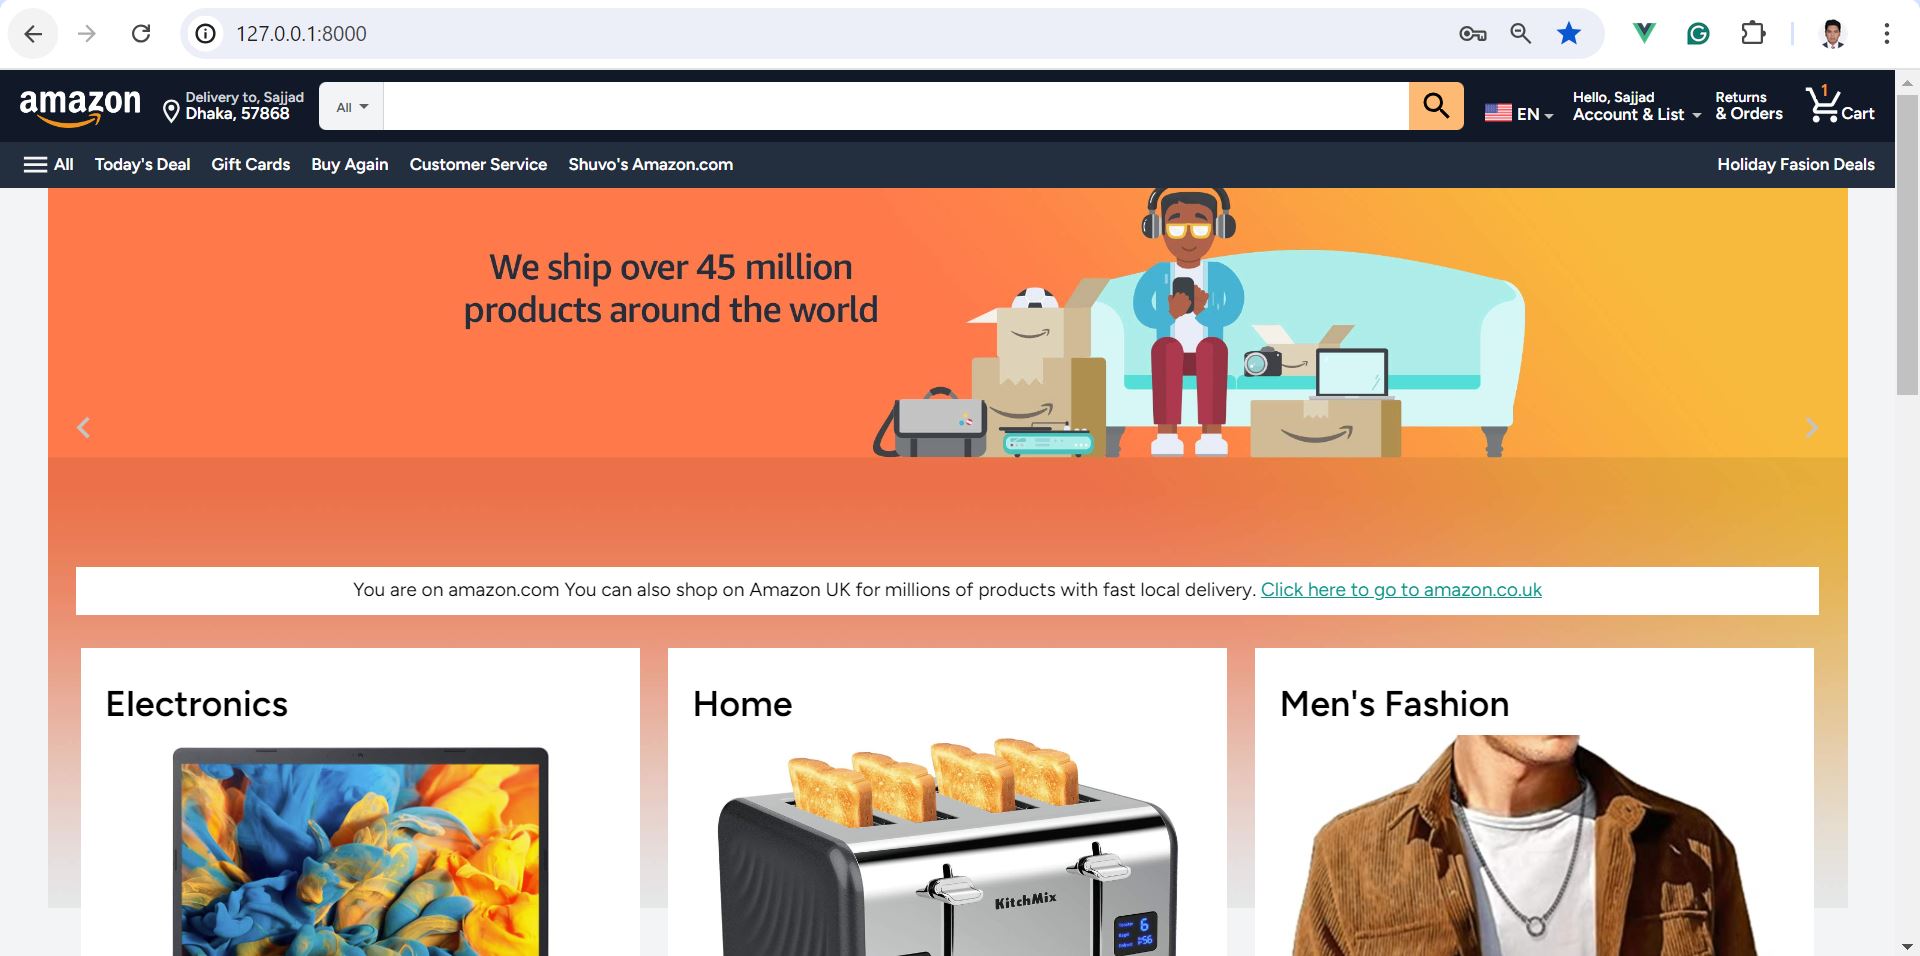 127.0.0.1:8000
amazon
Delivery to, Sajjad
Dhaka, 57868
All
EN
Hello, Sajjad
Account & List
Returns
& Orders
1
Cart
All
Today's Deal
Gift Cards
Buy Again
Customer Service
Shuvo's Amazon.com
Holiday Fasion Deals
We ship over 45 million
products around the world
You are on amazon.com You can also shop on Amazon UK for millions of products with fast local delivery. Click here to go to amazon.co.uk
Electronics
Home
Men's Fashion
KitchMix
6